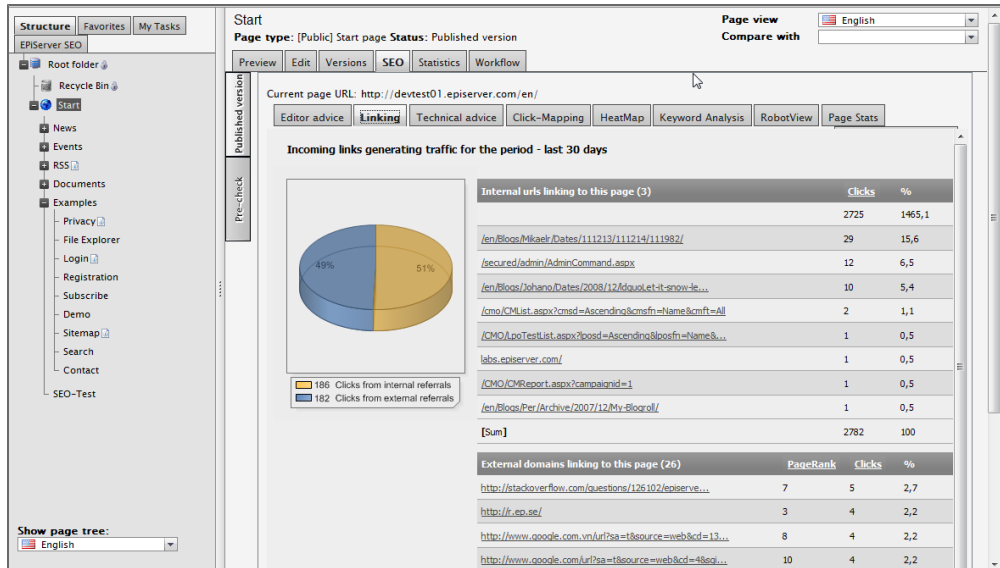 Structure Favorites My Tasks
EPiServer SEO
Root folder
Recycle Bin
Start
News
Events
RSS
Documents
Examples
Privacy
File Explorer
Login
Registration
Subscribe
Demo
Sitemap
Search
Contact
SEO-Test
Show page tree:
English
Start
Page type: [Public] Start page Status: Published version
Page view English
Compare with
Preview Edit Versions SEO Statistics Workflow
Published version
Pre-check
Current page URL: http://devtest01.episerver.com/en/
Editor advice Linking Technical advice Click-Mapping HeatMap Keyword Analysis RobotView Page Stats
Incoming links generating traffic for the period - last 30 days
49% 51%
186 Clicks from internal referrals
182 Clicks from external referrals
Internal urls linking to this page (3) Clicks %
2725 1465,1
/en/Blogs/Mikaelr/Dates/111213/111214/111982/ 29 15,6
/secured/admin/AdminCommand.aspx 12 6,5
/en/Blogs/Johano/Dates/2008/12/ldquoLet-it-snow-le... 10 5,4
/cmo/CMList.aspx?cmsd=Ascending&cmsfn=Name&cmft=All 2 1,1
/CMO/LpoTestList.aspx?lposd=Ascending&lposfn=Name&... 1 0,5
labs.episerver.com/ 1 0,5
/CMO/CMReport.aspx?campaignid=1 1 0,5
/en/Blogs/Per/Archive/2007/12/My-Blogroll/ 1 0,5
[Sum] 2782 100
External domains linking to this page (26) PageRank Clicks %
http://stackoverflow.com/questions/126102/episerve... 7 5 2,7
http://r.ep.se/ 3 4 2,2
http://www.google.com.vn/url?sa=t&source=web&cd=13... 8 4 2,2
http://www.google.com/url?sa=t&source=web&cd=4&sqi... 10 4 2,2